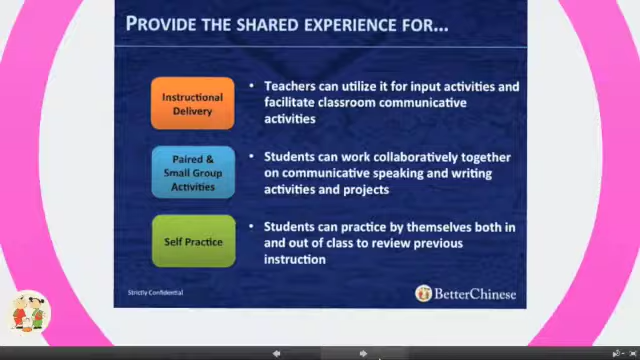 PROVIDE THE SHARED EXPERIENCE FOR...
Instructional
Delivery
• Teachers can utilize it for input activities and
facilitate classroom communicative
activities
Paired &
Small Group
Activities
• Students can work collaboratively together
on communicative speaking and writing
activities and projects
Self Practice
• Students can practice by themselves both in
and out of class to review previous
instruction
Strictly Confidential
BetterChinese